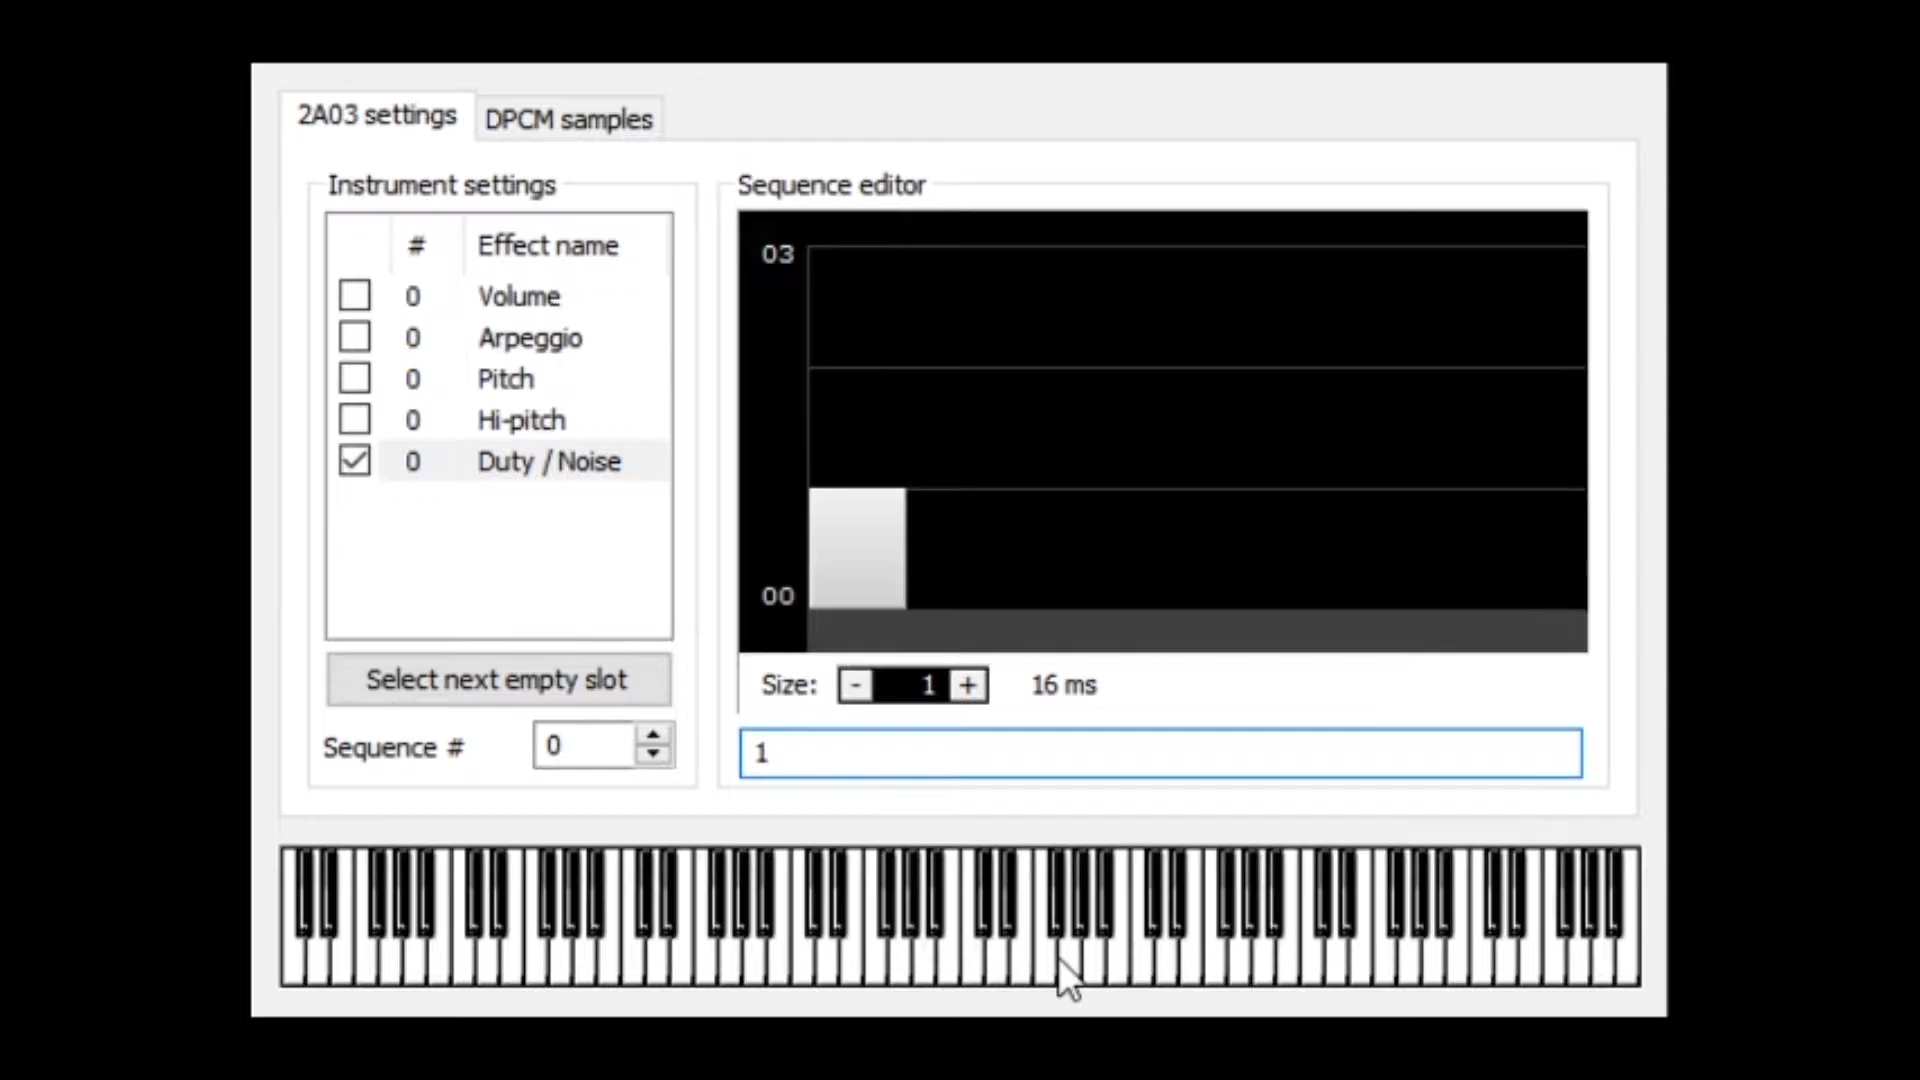 2A03 settings
DPCM samples
Instrument settings
# Effect name
0 Volume
0 Arpeggio
0 Pitch
0 Hi-pitch
0 Duty / Noise
Select next empty slot
Sequence # 0
Sequence editor
03
00
Size: - 1 + 16 ms
1